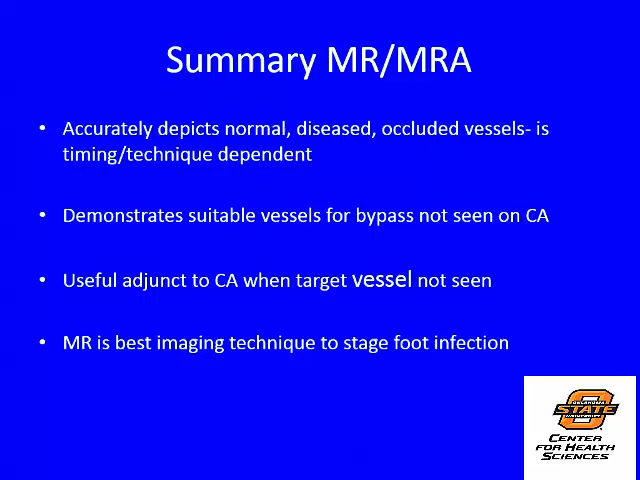 Summary MR/MRA
• Accurately depicts normal, diseased, occluded vessels- is
timing/technique dependent
• Demonstrates suitable vessels for bypass not seen on CA
• Useful adjunct to CA when target vessel not seen
• MR is best imaging technique to stage foot infection
OKLAHOMA
STATE
UNIVERSITY
CENTER
FOR HEALTH
SCIENCES